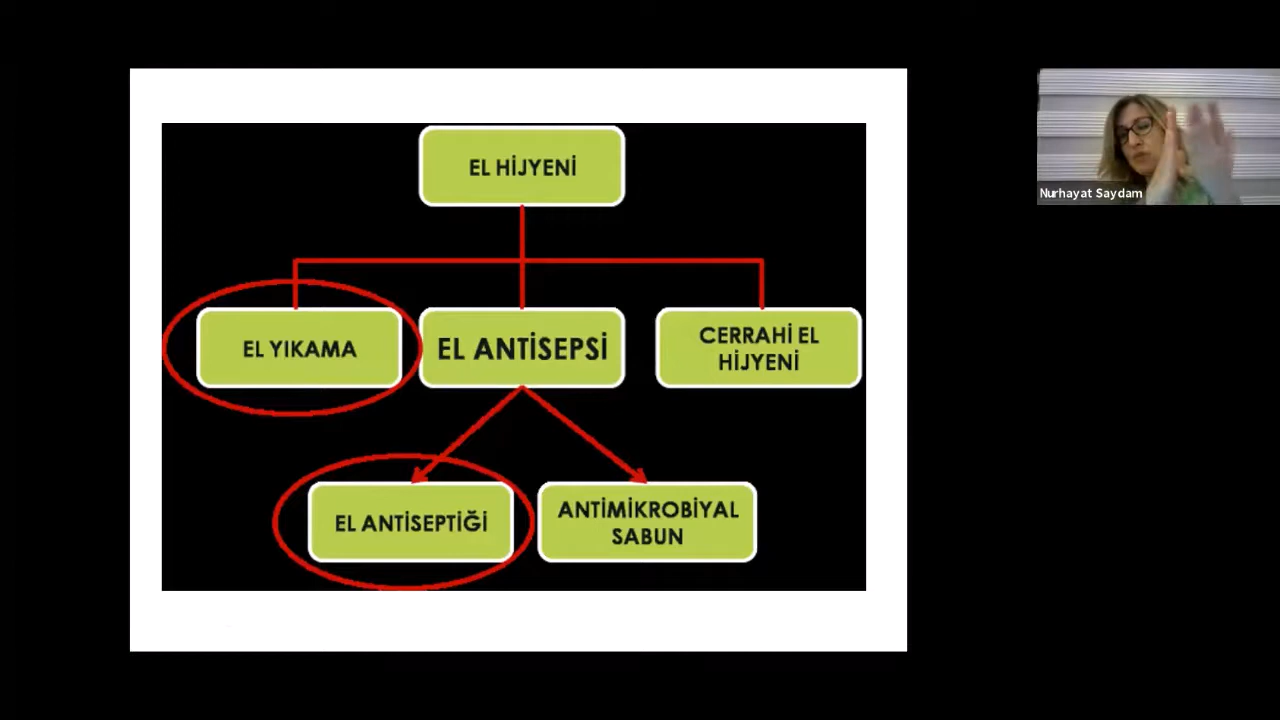 EL HİJYENİ
EL YIKAMA
EL ANTİSEPSİ
CERRAHİ EL
HİJYENİ
EL ANTİSEPTİĞİ
ANTİMİKROBİYAL
SABUN
Nurhayat Saydam